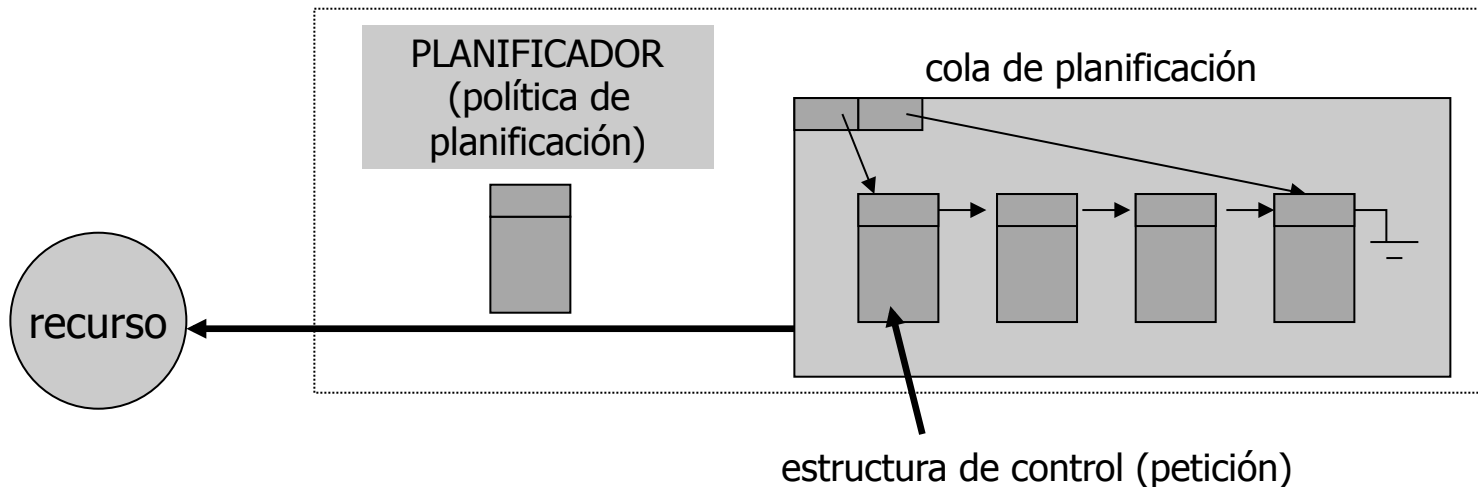 PLANIFICADOR
(política de
planificación)
cola de planificación
recurso
estructura de control (petición)